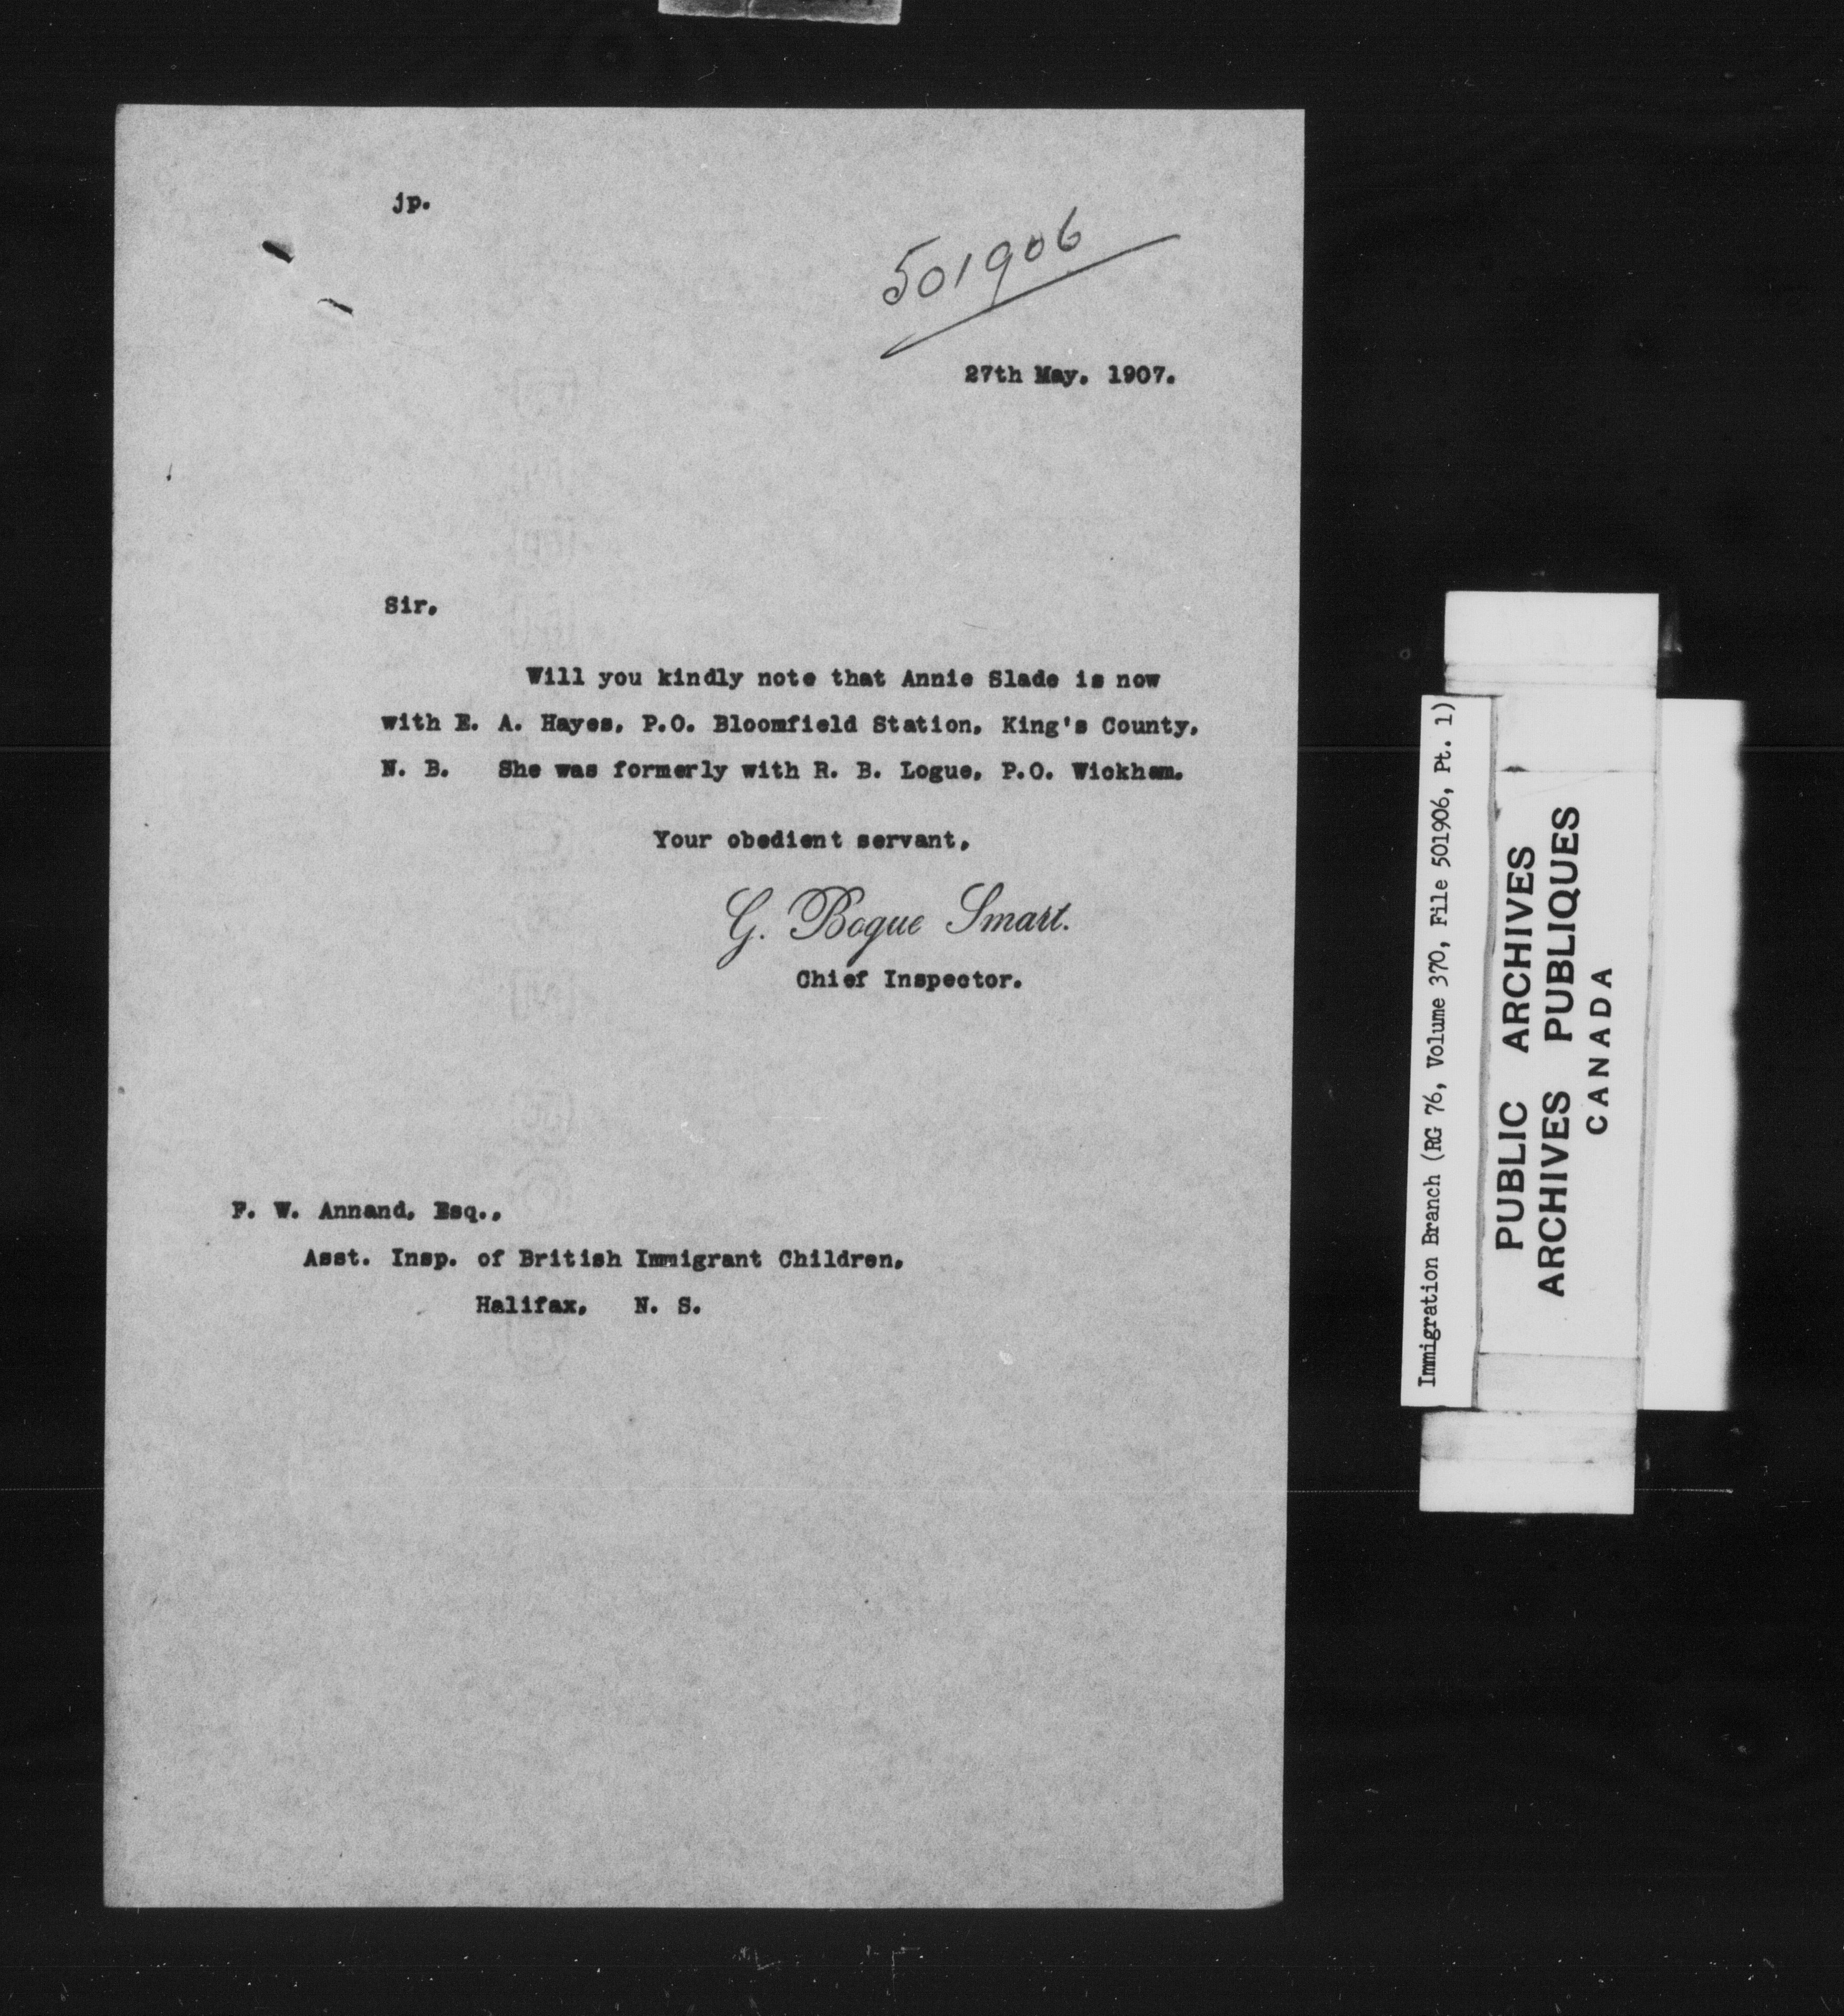 jp.
501906
27th May. 1907.
Sir,
Will you kindly note that Annie Slade is now
with E. A. Hayes, P.O. Bloomfield Station, King's County,
N. B. She was formerly with R. B. Logue, P.O. Wickham.
Your obedient servant,
G. Bogue Smart.
Chief Inspector.
F. W. Annand, Esq.,
Asst. Insp. of British Immigrant Children,
Halifax, N. S.
Immigration Branch (RG 76, Volume 370, File 501906, Pt. 1)
PUBLIC ARCHIVES
ARCHIVES PUBLIQUES
CANADA